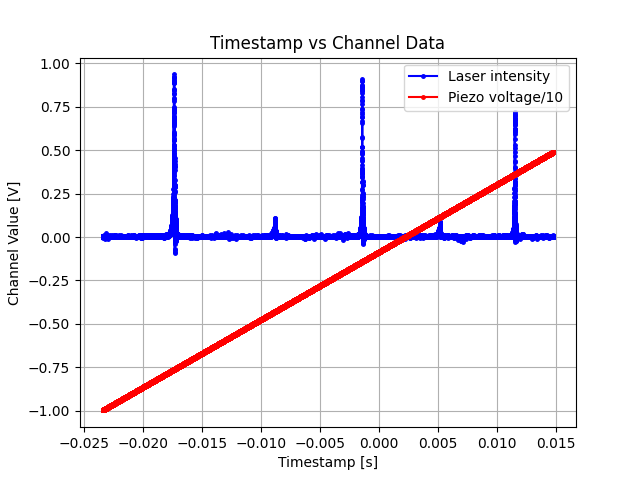 Timestamp vs Channel Data
Laser intensity
Piezo voltage/10
Channel Value [V]
1.00
0.75
0.50
0.25
0.00
−0.25
−0.50
−0.75
−1.00
−0.025 −0.020 −0.015 −0.010 −0.005 0.000 0.005 0.010 0.015
Timestamp [s]